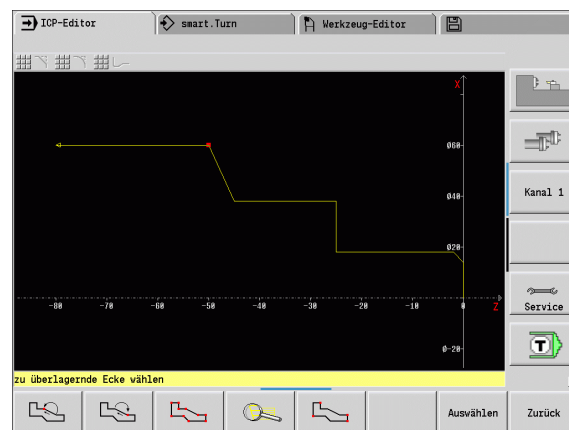 ICP-Editor
smart.Turn
Werkzeug-Editor
X
Ø60
Ø40
Ø20
-80 -70 -60 -50 -40 -30 -20 -10 0 Z
Ø-20
zu überlagernde Ecke wählen
Kanal 1
Service
T
Auswählen
Zurück